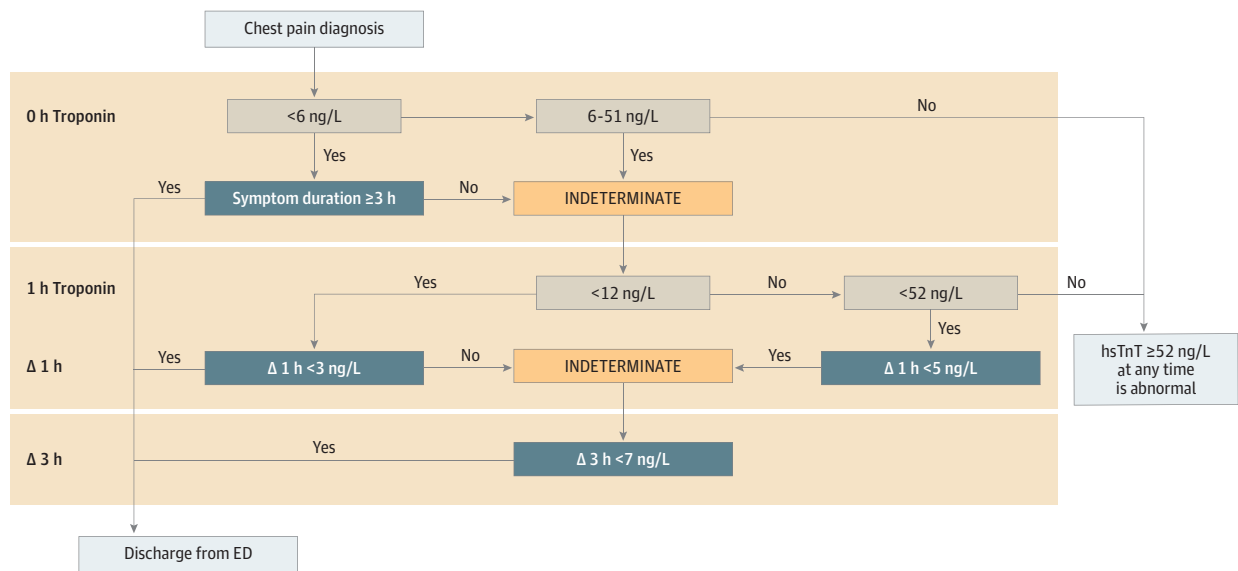 Chest pain diagnosis
0 h Troponin
<6 ng/L
6-51 ng/L
No
Yes
Yes
Yes
Symptom duration ≥3 h
No
INDETERMINATE
1 h Troponin
Yes
<12 ng/L
No
<52 ng/L
No
Yes
Δ 1 h
Yes
Δ 1 h <3 ng/L
No
INDETERMINATE
Yes
Δ 1 h <5 ng/L
hsTnT ≥52 ng/L
at any time
is abnormal
Δ 3 h
Yes
Δ 3 h <7 ng/L
Discharge from ED